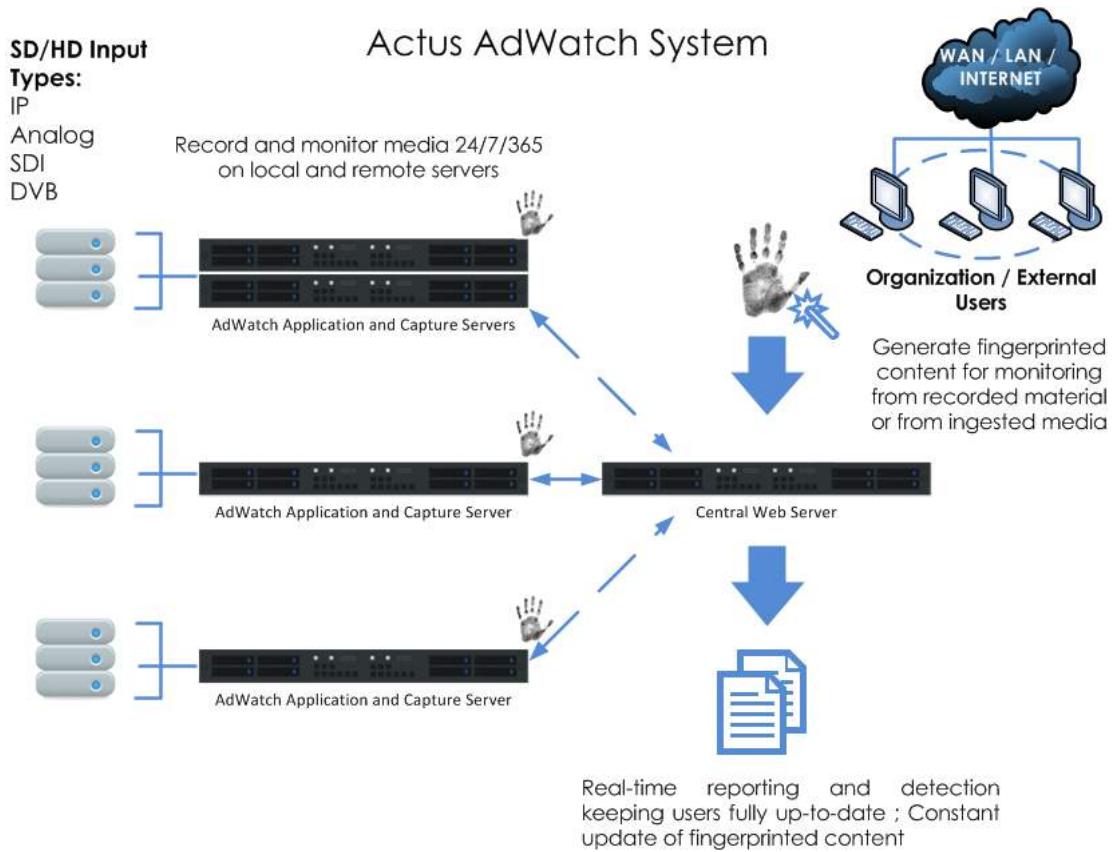 Actus AdWatch System
SD/HD Input
Types:
IP
Analog
SDI
DVB
Record and monitor media 24/7/365
on local and remote servers
WAN / LAN /
INTERNET
Organization / External
Users
Generate fingerprinted
content for monitoring
from recorded material
or from ingested media
AdWatch Application and Capture Servers
AdWatch Application and Capture Server
Central Web Server
AdWatch Application and Capture Server
Real-time reporting and detection
keeping users fully up-to-date ; Constant
update of fingerprinted content